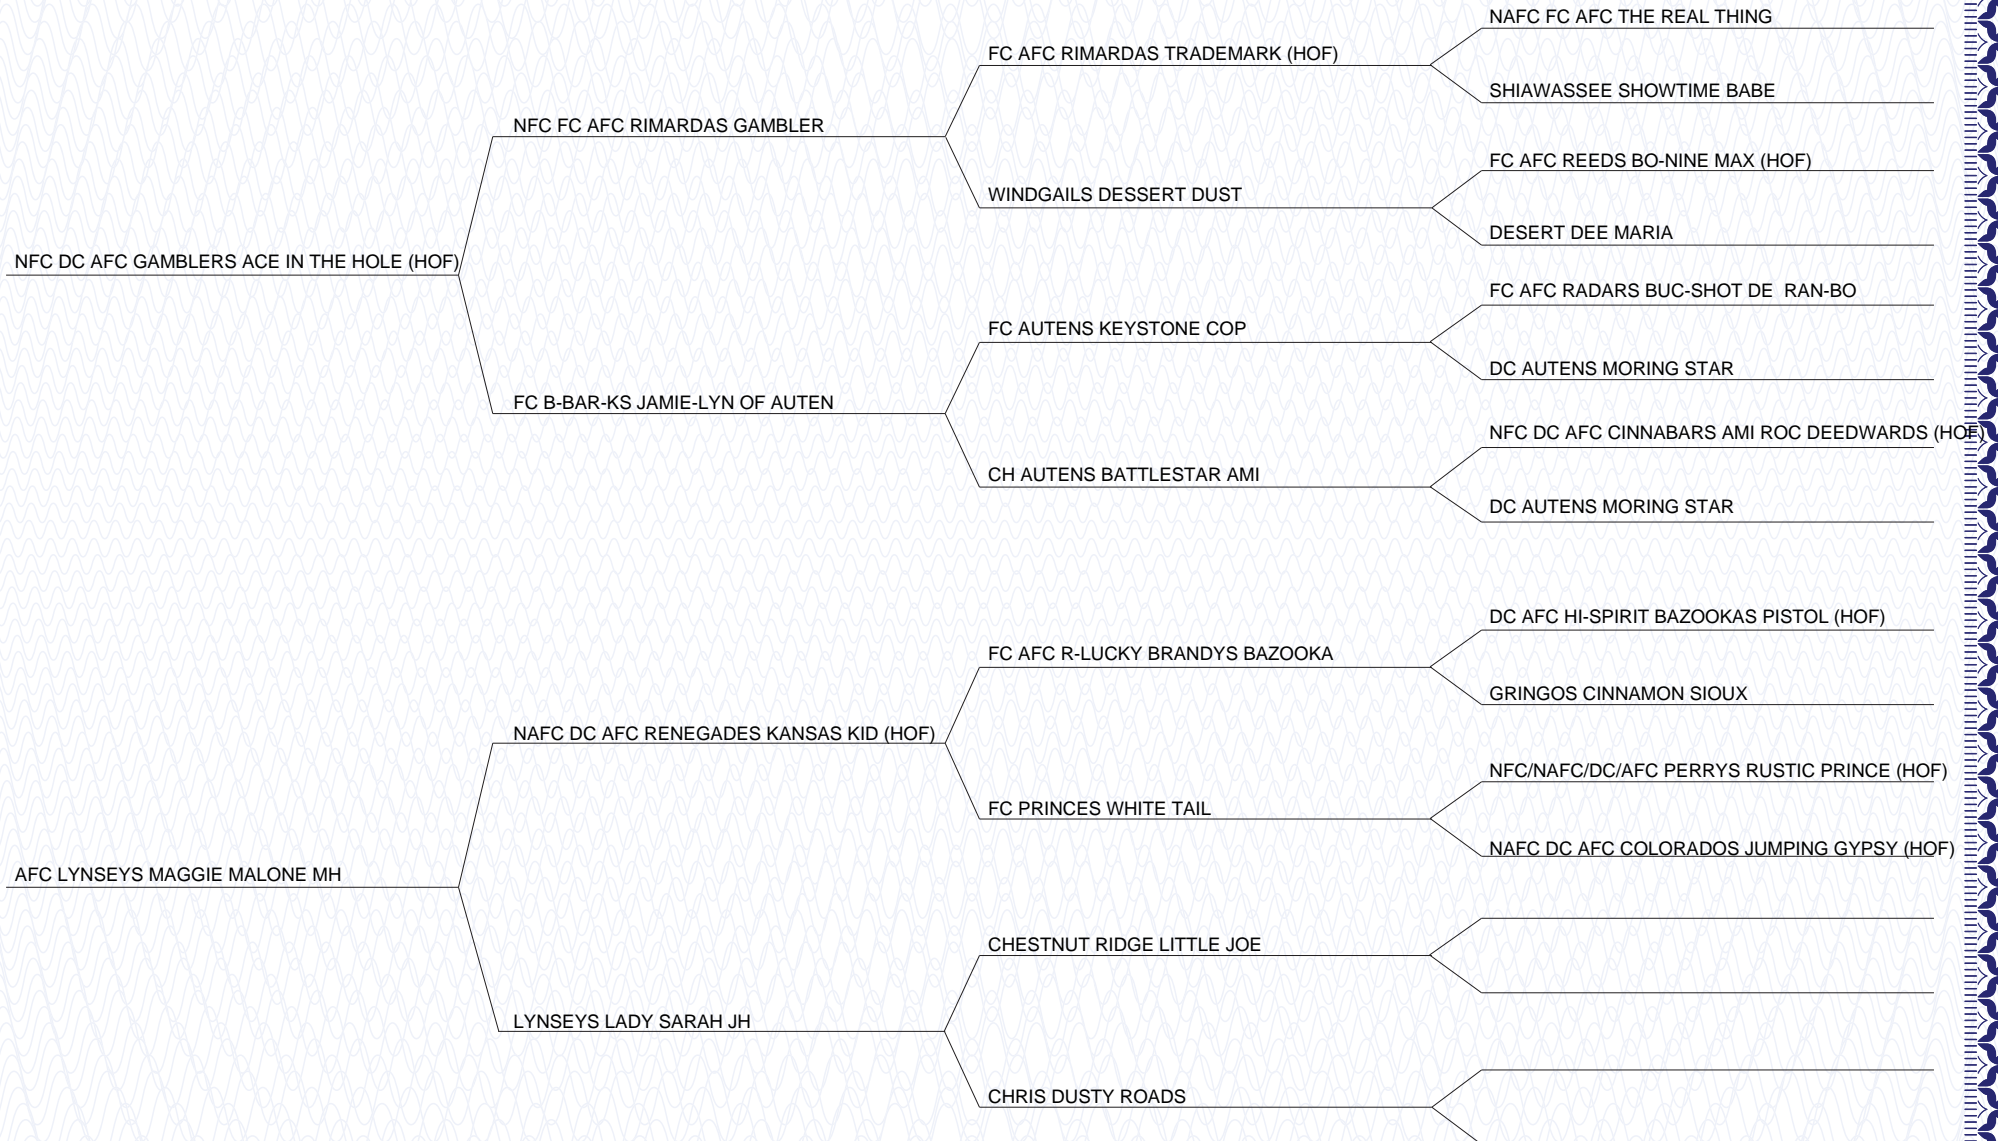 NAFC FC AFC THE REAL THING
FC AFC RIMARDAS TRADEMARK (HOF)
SHIAWASSEE SHOWTIME BABE
NFC FC AFC RIMARDAS GAMBLER
FC AFC REEDS BO-NINE MAX (HOF)
WINDGAILS DESSERT DUST
DESERT DEE MARIA
NFC DC AFC GAMBLERS ACE IN THE HOLE (HOF)
FC AFC RADARS BUC-SHOT DE  RAN-BO
FC AUTENS KEYSTONE COP
DC AUTENS MORING STAR
FC B-BAR-KS JAMIE-LYN OF AUTEN
NFC DC AFC CINNABARS AMI ROC DEEDWARDS (HOF)
CH AUTENS BATTLESTAR AMI
DC AUTENS MORING STAR
DC AFC HI-SPIRIT BAZOOKAS PISTOL (HOF)
FC AFC R-LUCKY BRANDYS BAZOOKA
GRINGOS CINNAMON SIOUX
NAFC DC AFC RENEGADES KANSAS KID (HOF)
NFC/NAFC/DC/AFC PERRYS RUSTIC PRINCE (HOF)
FC PRINCES WHITE TAIL
NAFC DC AFC COLORADOS JUMPING GYPSY (HOF)
AFC LYNSEYS MAGGIE MALONE MH
CHESTNUT RIDGE LITTLE JOE
LYNSEYS LADY SARAH JH
CHRIS DUSTY ROADS